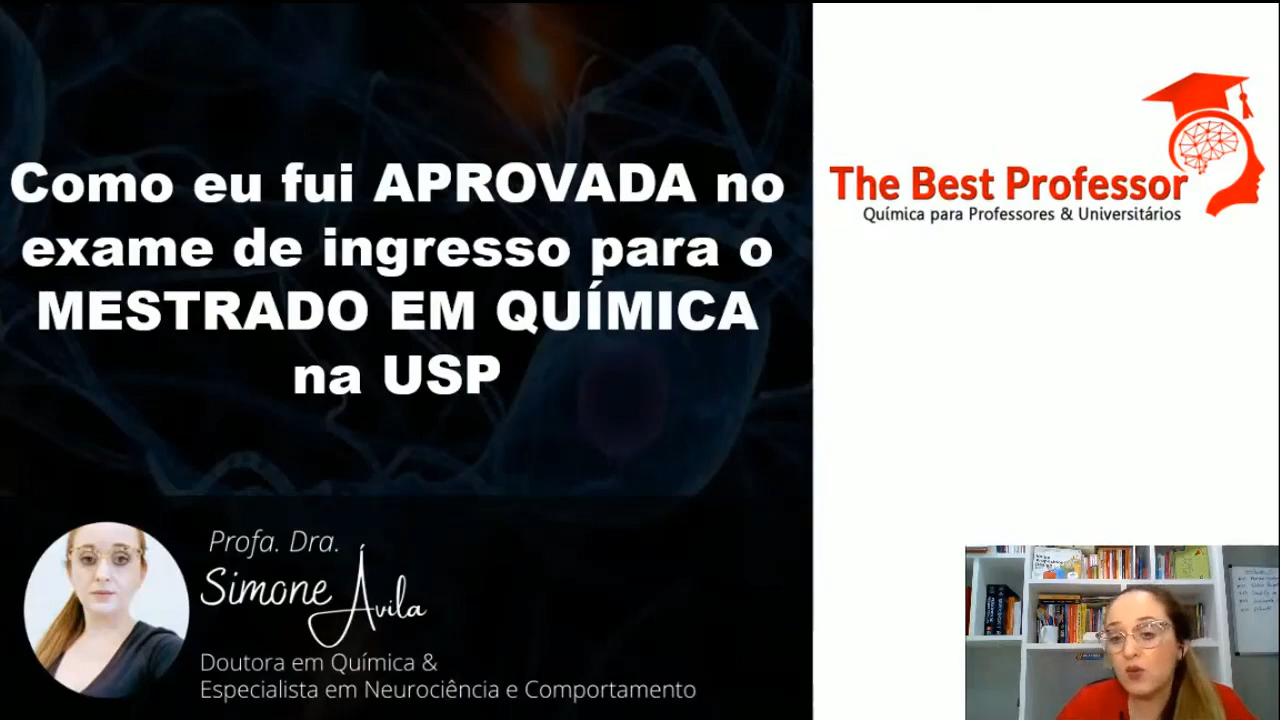 Como eu fui APROVADA no
exame de ingresso para o
MESTRADO EM QUÍMICA
na USP
Profa. Dra.
Simone Ávila
Doutora em Química &
Especialista em Neurociência e Comportamento
The Best Professor
Química para Professores & Universitários